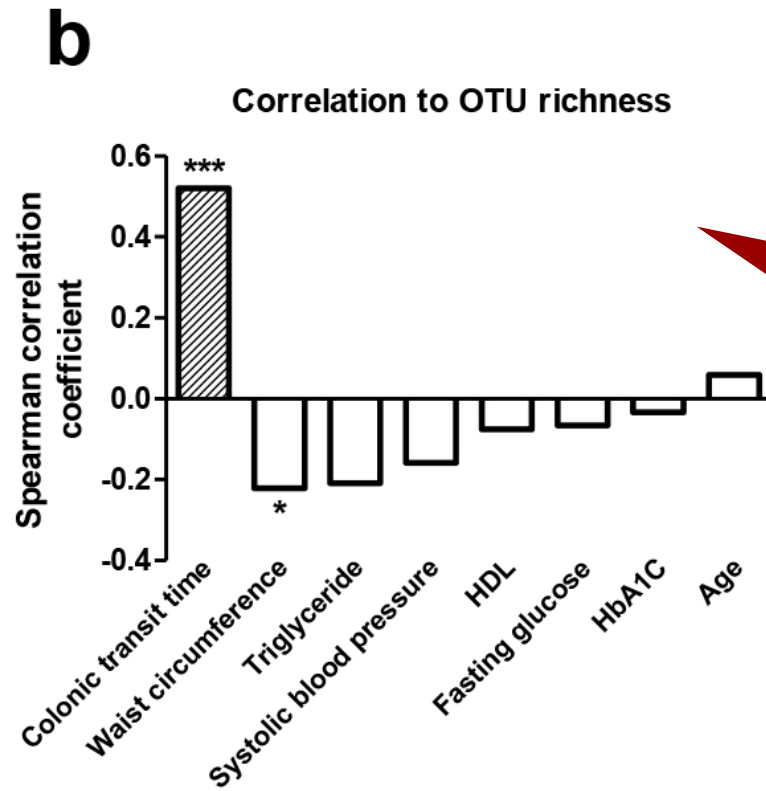 b
Correlation to OTU richness
Spearman correlation
coefficient
0.6
0.4
0.2
0.0
-0.2
-0.4
***
*
Colonic transit time
Waist circumference
Triglyceride
Systolic blood pressure
HDL
Fasting glucose
HbA1C
Age